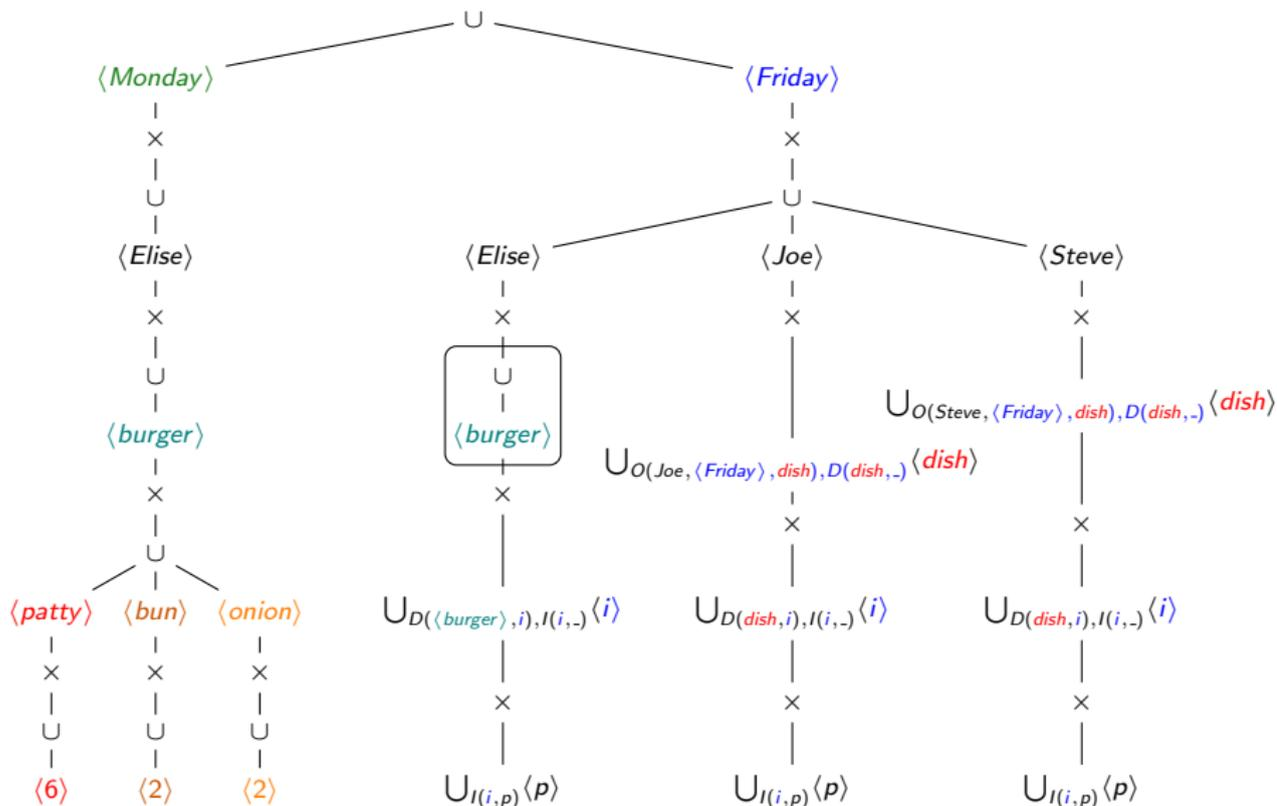 ∪
⟨Monday⟩ ⟨Friday⟩
× ×
∪ ∪
⟨Elise⟩ ⟨Elise⟩ ⟨Joe⟩ ⟨Steve⟩
× × × ×
∪ ∪
⋃O(Steve,⟨Friday⟩,dish),D(dish,_)⟨dish⟩
⟨burger⟩ ⟨burger⟩
⋃O(Joe,⟨Friday⟩,dish),D(dish,_)⟨dish⟩
× ×
× ×
∪
⟨patty⟩ ⟨bun⟩ ⟨onion⟩ ⋃D(⟨burger⟩,i),I(i,_)⟨i⟩ ⋃D(dish,i),I(i,_)⟨i⟩ ⋃D(dish,i),I(i,_)⟨i⟩
× × ×
× × ×
∪ ∪ ∪
⟨6⟩ ⟨2⟩ ⟨2⟩ ⋃I(i,p)⟨p⟩ ⋃I(i,p)⟨p⟩ ⋃I(i,p)⟨p⟩